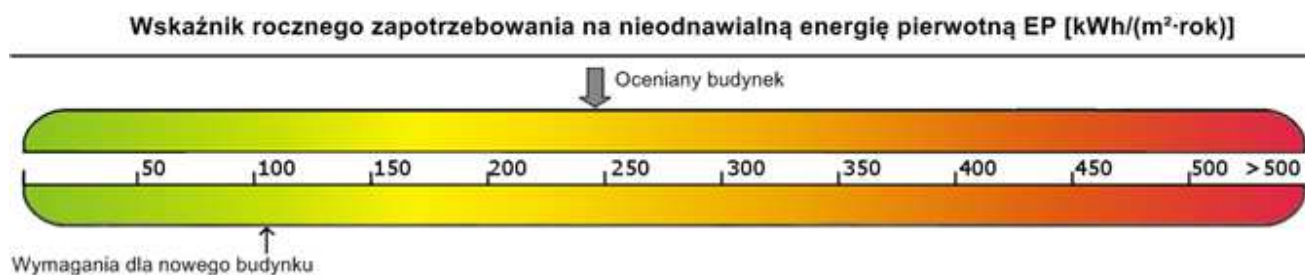 Wskaźnik rocznego zapotrzebowania na nieodnawialną energię pierwotną EP [kWh/(m²·rok)]
Oceniany budynek
50 100 150 200 250 300 350 400 450 500 > 500
Wymagania dla nowego budynku